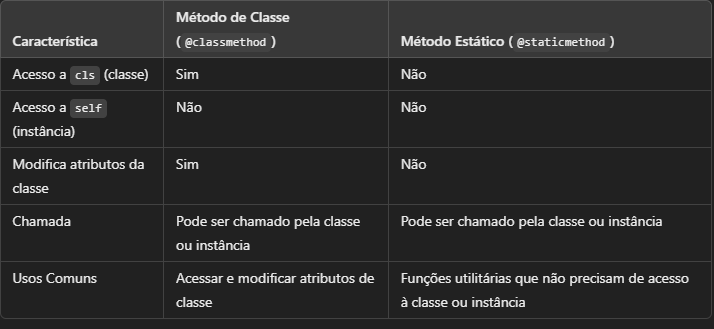 Característica	Método de Classe ( @classmethod )	Método Estático ( @staticmethod )
Acesso a cls (classe)	Sim	Não
Acesso a self (instância)	Não	Não
Modifica atributos da classe	Sim	Não
Chamada	Pode ser chamado pela classe ou instância	Pode ser chamado pela classe ou instância
Usos Comuns	Acessar e modificar atributos de classe	Funções utilitárias que não precisam de acesso à classe ou instância